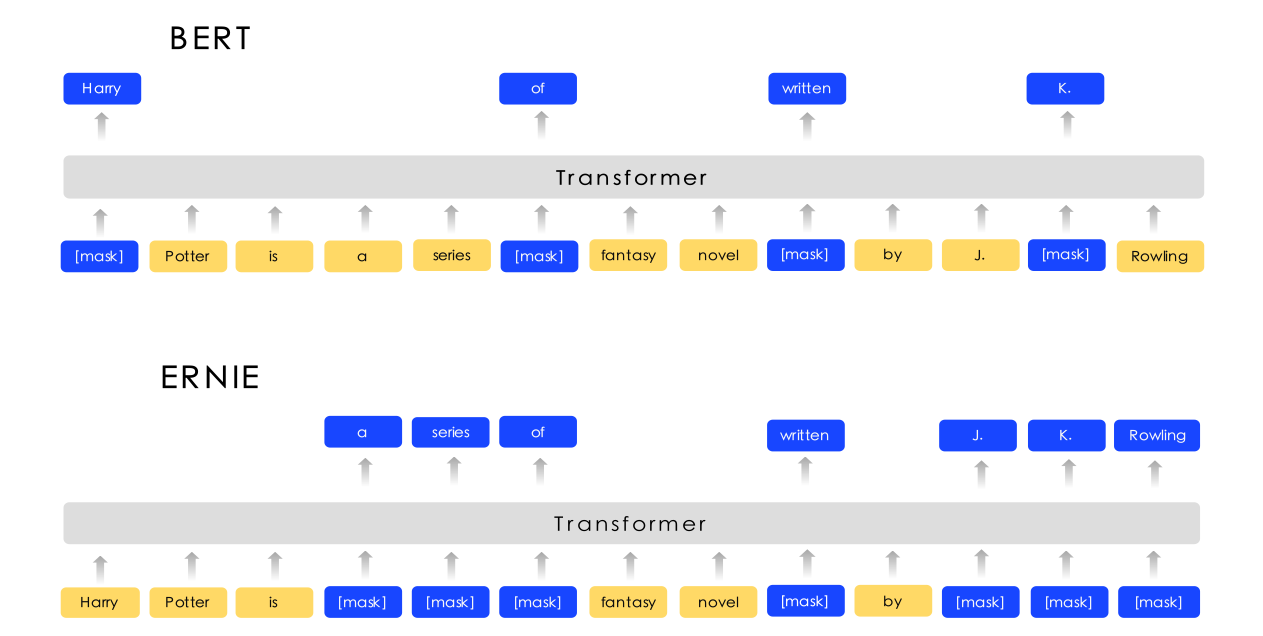 BERT
Harry of written K.
Transformer
[mask] Potter is a series [mask] fantasy novel [mask] by J. [mask] Rowling
ERNIE
a series of written J. K. Rowling
Transformer
Harry Potter is [mask] [mask] [mask] fantasy novel [mask] by [mask] [mask] [mask]